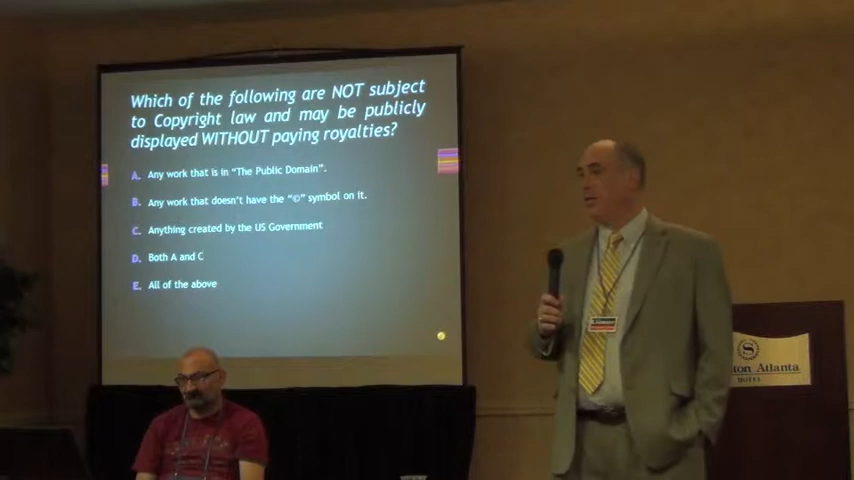 Which of the following are NOT subject
to Copyright law and may be publicly
displayed WITHOUT paying royalties?
A. Any work that is in “The Public Domain”.
B. Any work that doesn’t have the “©” symbol on it.
C. Anything created by the US Government
D. Both A and C
E. All of the above
S
ton Atlanta
HOTEL